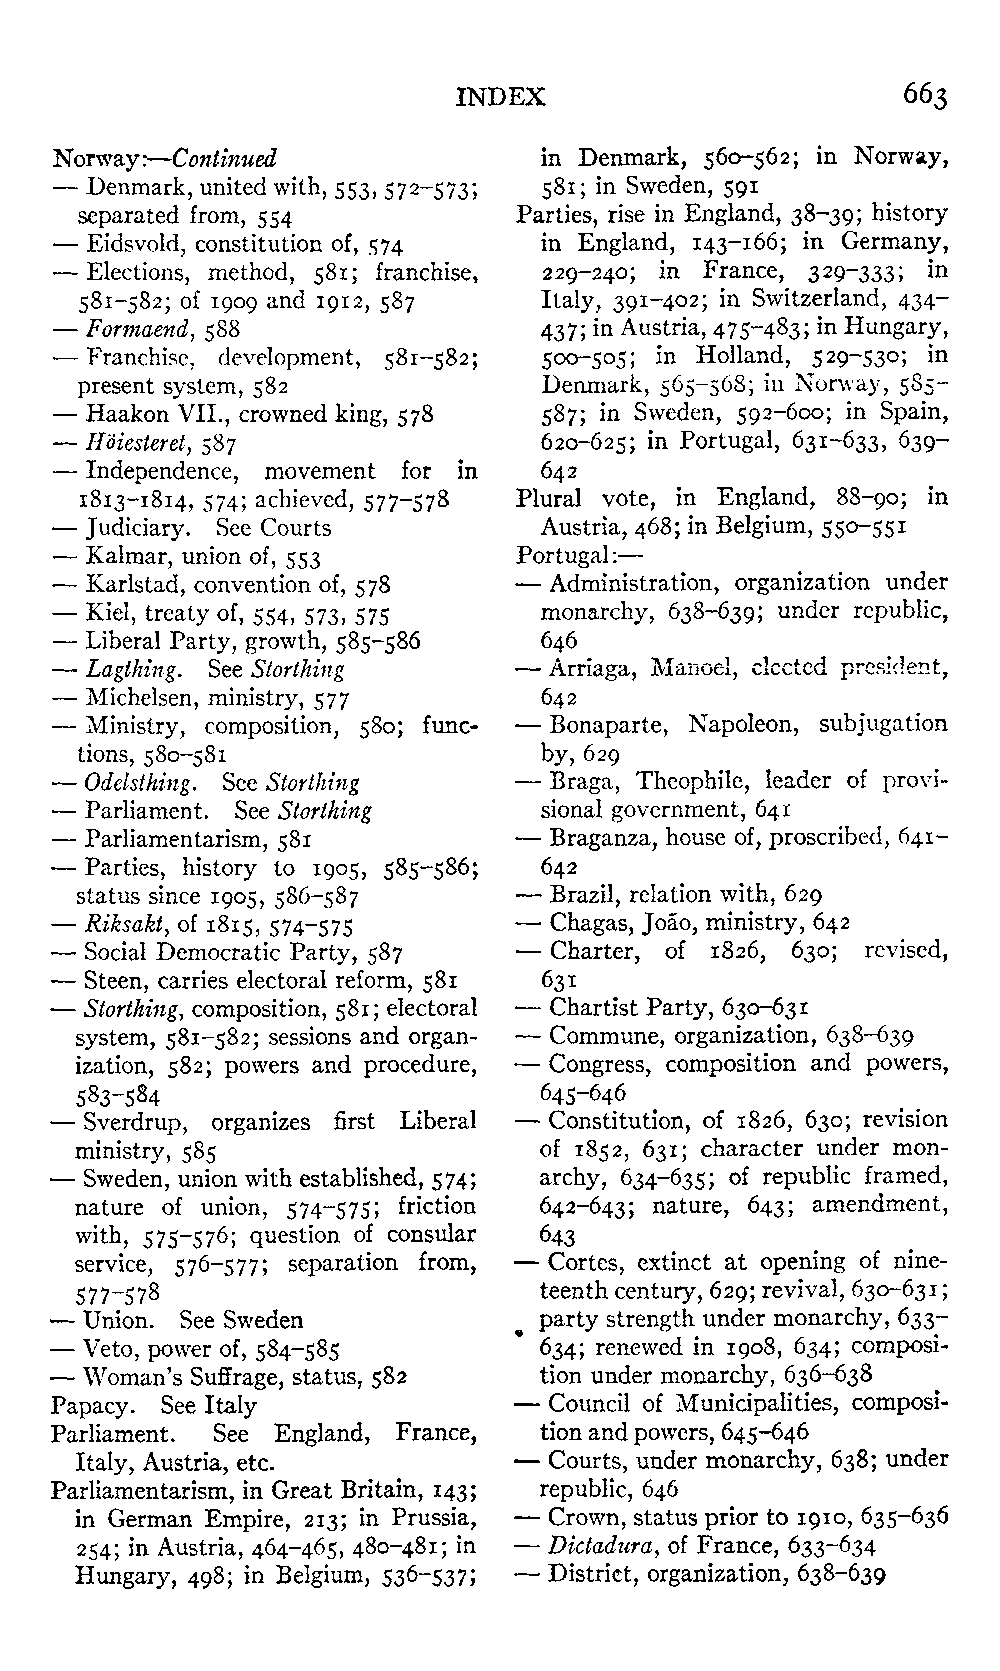 INDEX 663
Norway:—Continued
— Denmark, united with, 553, 572–573;
separated from, 554
— Eidsvold, constitution of, 574
— Elections, method, 581; franchise,
581–582; of 1909 and 1912, 587
— Formaend, 588
— Franchise, development, 581–582;
present system, 582
— Haakon VII., crowned king, 578
— Höiesteret, 587
— Independence, movement for in
1813–1814, 574; achieved, 577–578
— Judiciary. See Courts
— Kalmar, union of, 553
— Karlstad, convention of, 578
— Kiel, treaty of, 554, 573, 575
— Liberal Party, growth, 585–586
— Lagthing. See Storthing
— Michelsen, ministry, 577
— Ministry, composition, 580; func-
tions, 580–581
— Odelsthing. See Storthing
— Parliament. See Storthing
— Parliamentarism, 581
— Parties, history to 1905, 585–586;
status since 1905, 586–587
— Riksakt, of 1815, 574–575
— Social Democratic Party, 587
— Steen, carries electoral reform, 581
— Storthing, composition, 581; electoral
system, 581–582; sessions and organ-
ization, 582; powers and procedure,
583–584
— Sverdrup, organizes first Liberal
ministry, 585
— Sweden, union with established, 574;
nature of union, 574–575; friction
with, 575–576; question of consular
service, 576–577; separation from,
577–578
— Union. See Sweden
— Veto, power of, 584–585
— Woman's Suffrage, status, 582
Papacy. See Italy
Parliament. See England, France,
Italy, Austria, etc.
Parliamentarism, in Great Britain, 143;
in German Empire, 213; in Prussia,
254; in Austria, 464–465, 480–481; in
Hungary, 498; in Belgium, 536–537;
in Denmark, 560–562; in Norway,
581; in Sweden, 591
Parties, rise in England, 38–39; history
in England, 143–166; in Germany,
229–240; in France, 329–333; in
Italy, 391–402; in Switzerland, 434–
437; in Austria, 475–483; in Hungary,
500–505; in Holland, 529–530; in
Denmark, 565–568; in Norway, 585–
587; in Sweden, 592–600; in Spain,
620–625; in Portugal, 631–633, 639–
642
Plural vote, in England, 88–90; in
Austria, 468; in Belgium, 550–551
Portugal:—
— Administration, organization under
monarchy, 638–639; under republic,
646
— Arriaga, Manoel, elected president,
642
— Bonaparte, Napoleon, subjugation
by, 629
— Braga, Theophile, leader of provi-
sional government, 641
— Braganza, house of, proscribed, 641–
642
— Brazil, relation with, 629
— Chagas, João, ministry, 642
— Charter, of 1826, 630; revised,
631
— Chartist Party, 630–631
— Commune, organization, 638–639
— Congress, composition and powers,
645–646
— Constitution, of 1826, 630; revision
of 1852, 631; character under mon-
archy, 634–635; of republic framed,
642–643; nature, 643; amendment,
643
— Cortes, extinct at opening of nine-
teenth century, 629; revival, 630–631;
party strength under monarchy, 633–
634; renewed in 1908, 634; composi-
tion under monarchy, 636–638
— Council of Municipalities, composi-
tion and powers, 645–646
— Courts, under monarchy, 638; under
republic, 646
— Crown, status prior to 1910, 635–636
— Dictadura, of France, 633–634
— District, organization, 638–639